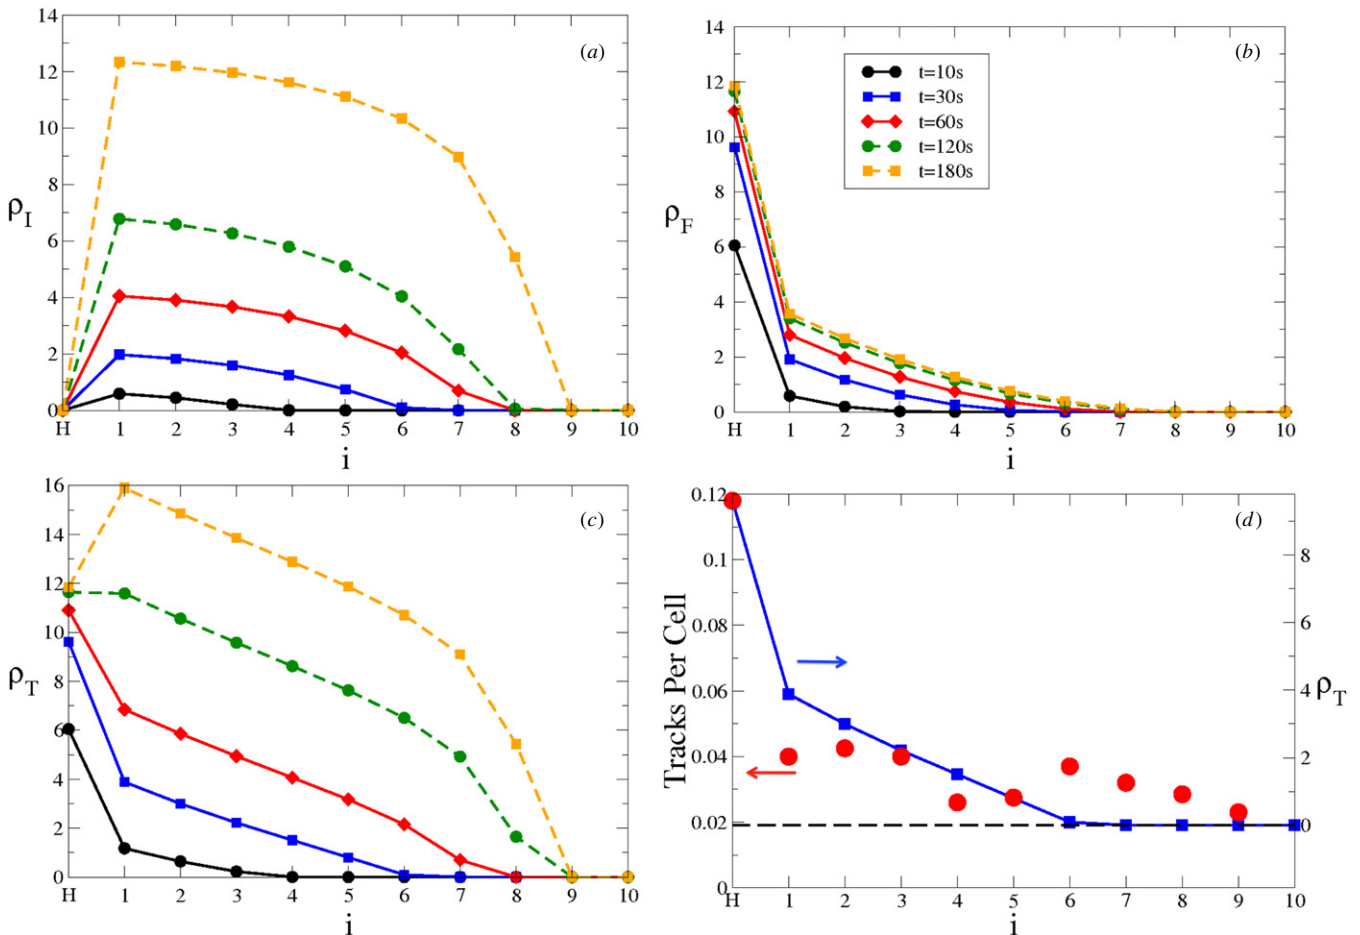 14
12
10
8
6
4
2
0
ρI
(a)
H 1 2 3 4 5 6 7 8 9 10
i
14
12
10
8
6
4
2
0
ρF
(b)
t=10s
t=30s
t=60s
t=120s
t=180s
H 1 2 3 4 5 6 7 8 9 10
i
16
14
12
10
8
6
4
2
0
ρT
(c)
H 1 2 3 4 5 6 7 8 9 10
i
0.12
0.1
0.08
0.06
0.04
0.02
0
Tracks Per Cell
(d)
8
6
4
2
0
ρT
H 1 2 3 4 5 6 7 8 9 10
i